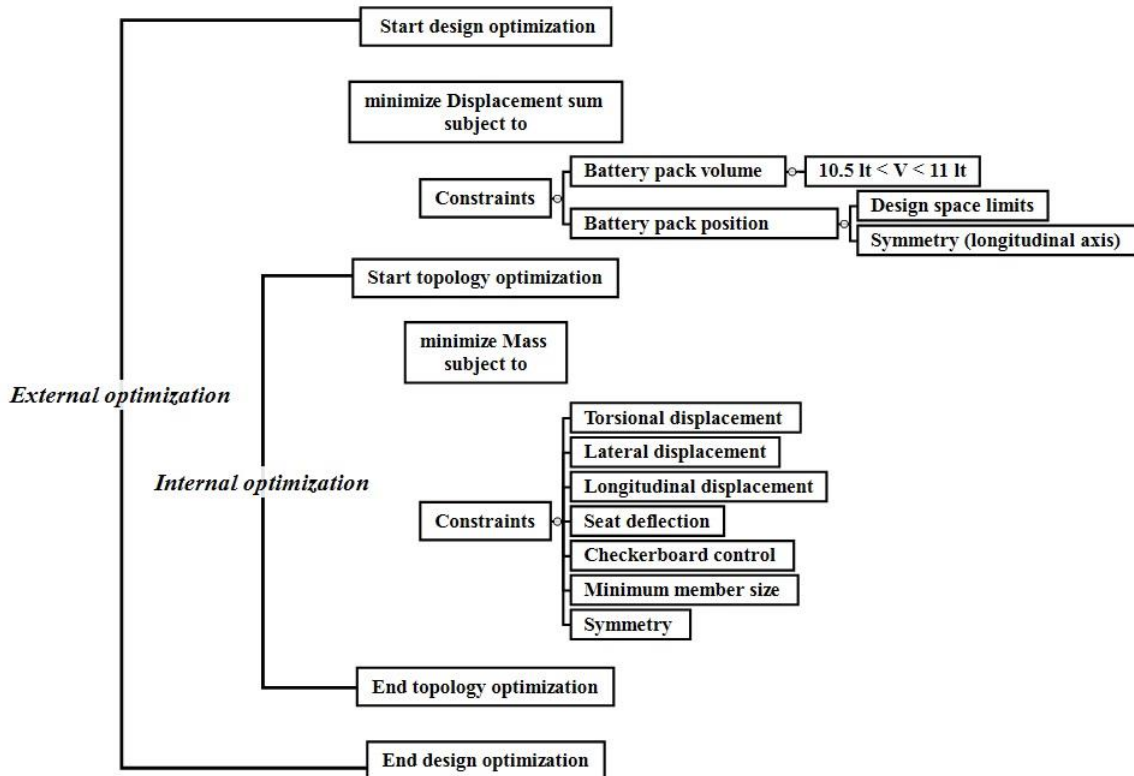 Start design optimization
minimize Displacement sum
subject to
Battery pack volume
10.5 lt < V < 11 lt
Constraints
Design space limits
Battery pack position
Symmetry (longitudinal axis)
Start topology optimization
minimize Mass
subject to
External optimization
Torsional displacement
Lateral displacement
Internal optimization
Longitudinal displacement
Constraints
Seat deflection
Checkerboard control
Minimum member size
Symmetry
End topology optimization
End design optimization